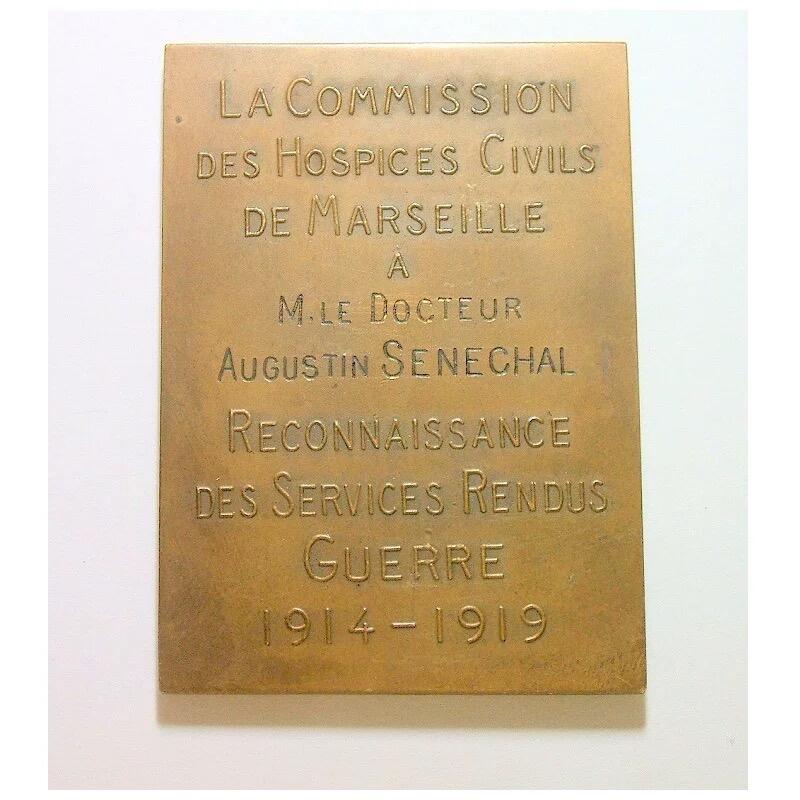 LA COMMISSION
DES HOSPICES CIVILS
DE MARSEILLE
À
M. LE DOCTEUR
AUGUSTIN SENECHAL
RECONNAISSANCE
DES SERVICES RENDUS
GUERRE
1914-1919